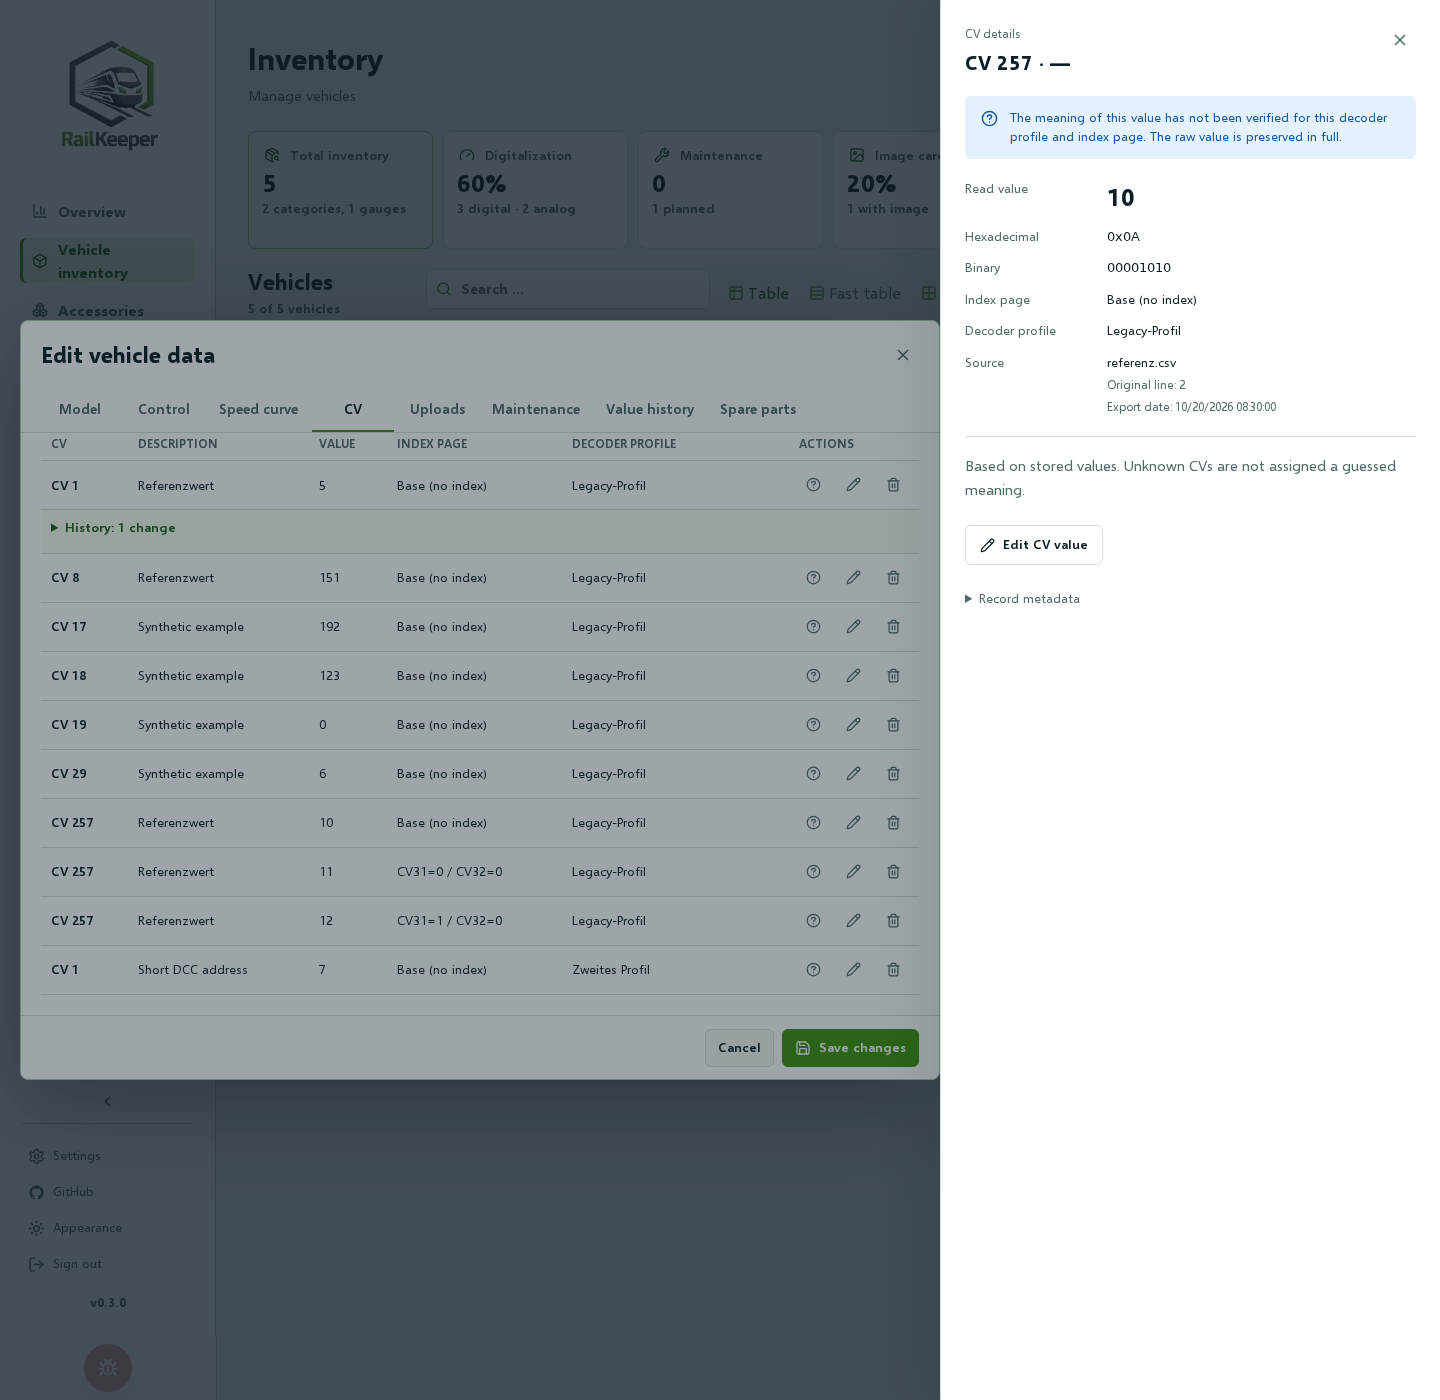 RailKeeper
Overview
Vehicle
inventory
Accessories
Settings
GitHub
Appearance
Sign out
v0.3.0
Inventory
Manage vehicles
Total inventory
5
2 categories, 1 gauges
Digitalization
60%
3 digital · 2 analog
Maintenance
0
1 planned
Image care
20%
1 with image
Vehicles
5 of 5 vehicles
Search ...
Table
Fast table
Edit vehicle data
Model Control Speed curve CV Uploads Maintenance Value history Spare parts
CV DESCRIPTION VALUE INDEX PAGE DECODER PROFILE ACTIONS
CV 1 Referenzwert 5 Base (no index) Legacy-Profil
History: 1 change
CV 8 Referenzwert 151 Base (no index) Legacy-Profil
CV 17 Synthetic example 192 Base (no index) Legacy-Profil
CV 18 Synthetic example 123 Base (no index) Legacy-Profil
CV 19 Synthetic example 0 Base (no index) Legacy-Profil
CV 29 Synthetic example 6 Base (no index) Legacy-Profil
CV 257 Referenzwert 10 Base (no index) Legacy-Profil
CV 257 Referenzwert 11 CV31=0 / CV32=0 Legacy-Profil
CV 257 Referenzwert 12 CV31=1 / CV32=0 Legacy-Profil
CV 1 Short DCC address 7 Base (no index) Zweites Profil
Cancel
Save changes
CV details
CV 257 · —
The meaning of this value has not been verified for this decoder
profile and index page. The raw value is preserved in full.
Read value 10
Hexadecimal 0x0A
Binary 00001010
Index page Base (no index)
Decoder profile Legacy-Profil
Source referenz.csv
Original line: 2
Export date: 10/20/2026 08:30:00
Based on stored values. Unknown CVs are not assigned a guessed
meaning.
Edit CV value
Record metadata